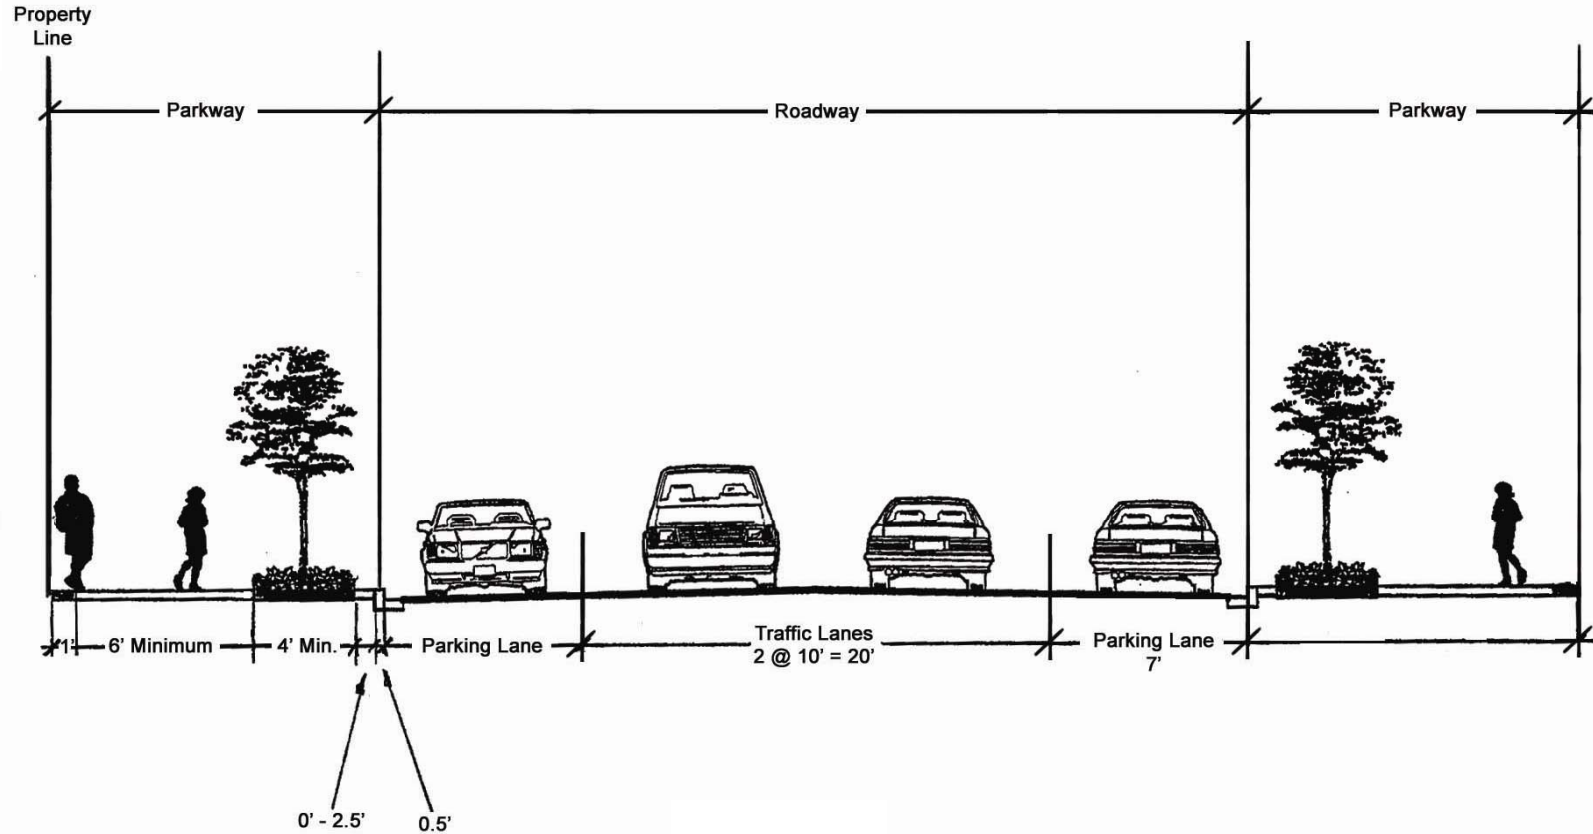 Property
Line
Parkway
Roadway
Parkway
1'
6' Minimum
4' Min.
Parking Lane
Traffic Lanes
2 @ 10' = 20'
Parking Lane
7'
0' - 2.5'
0.5'